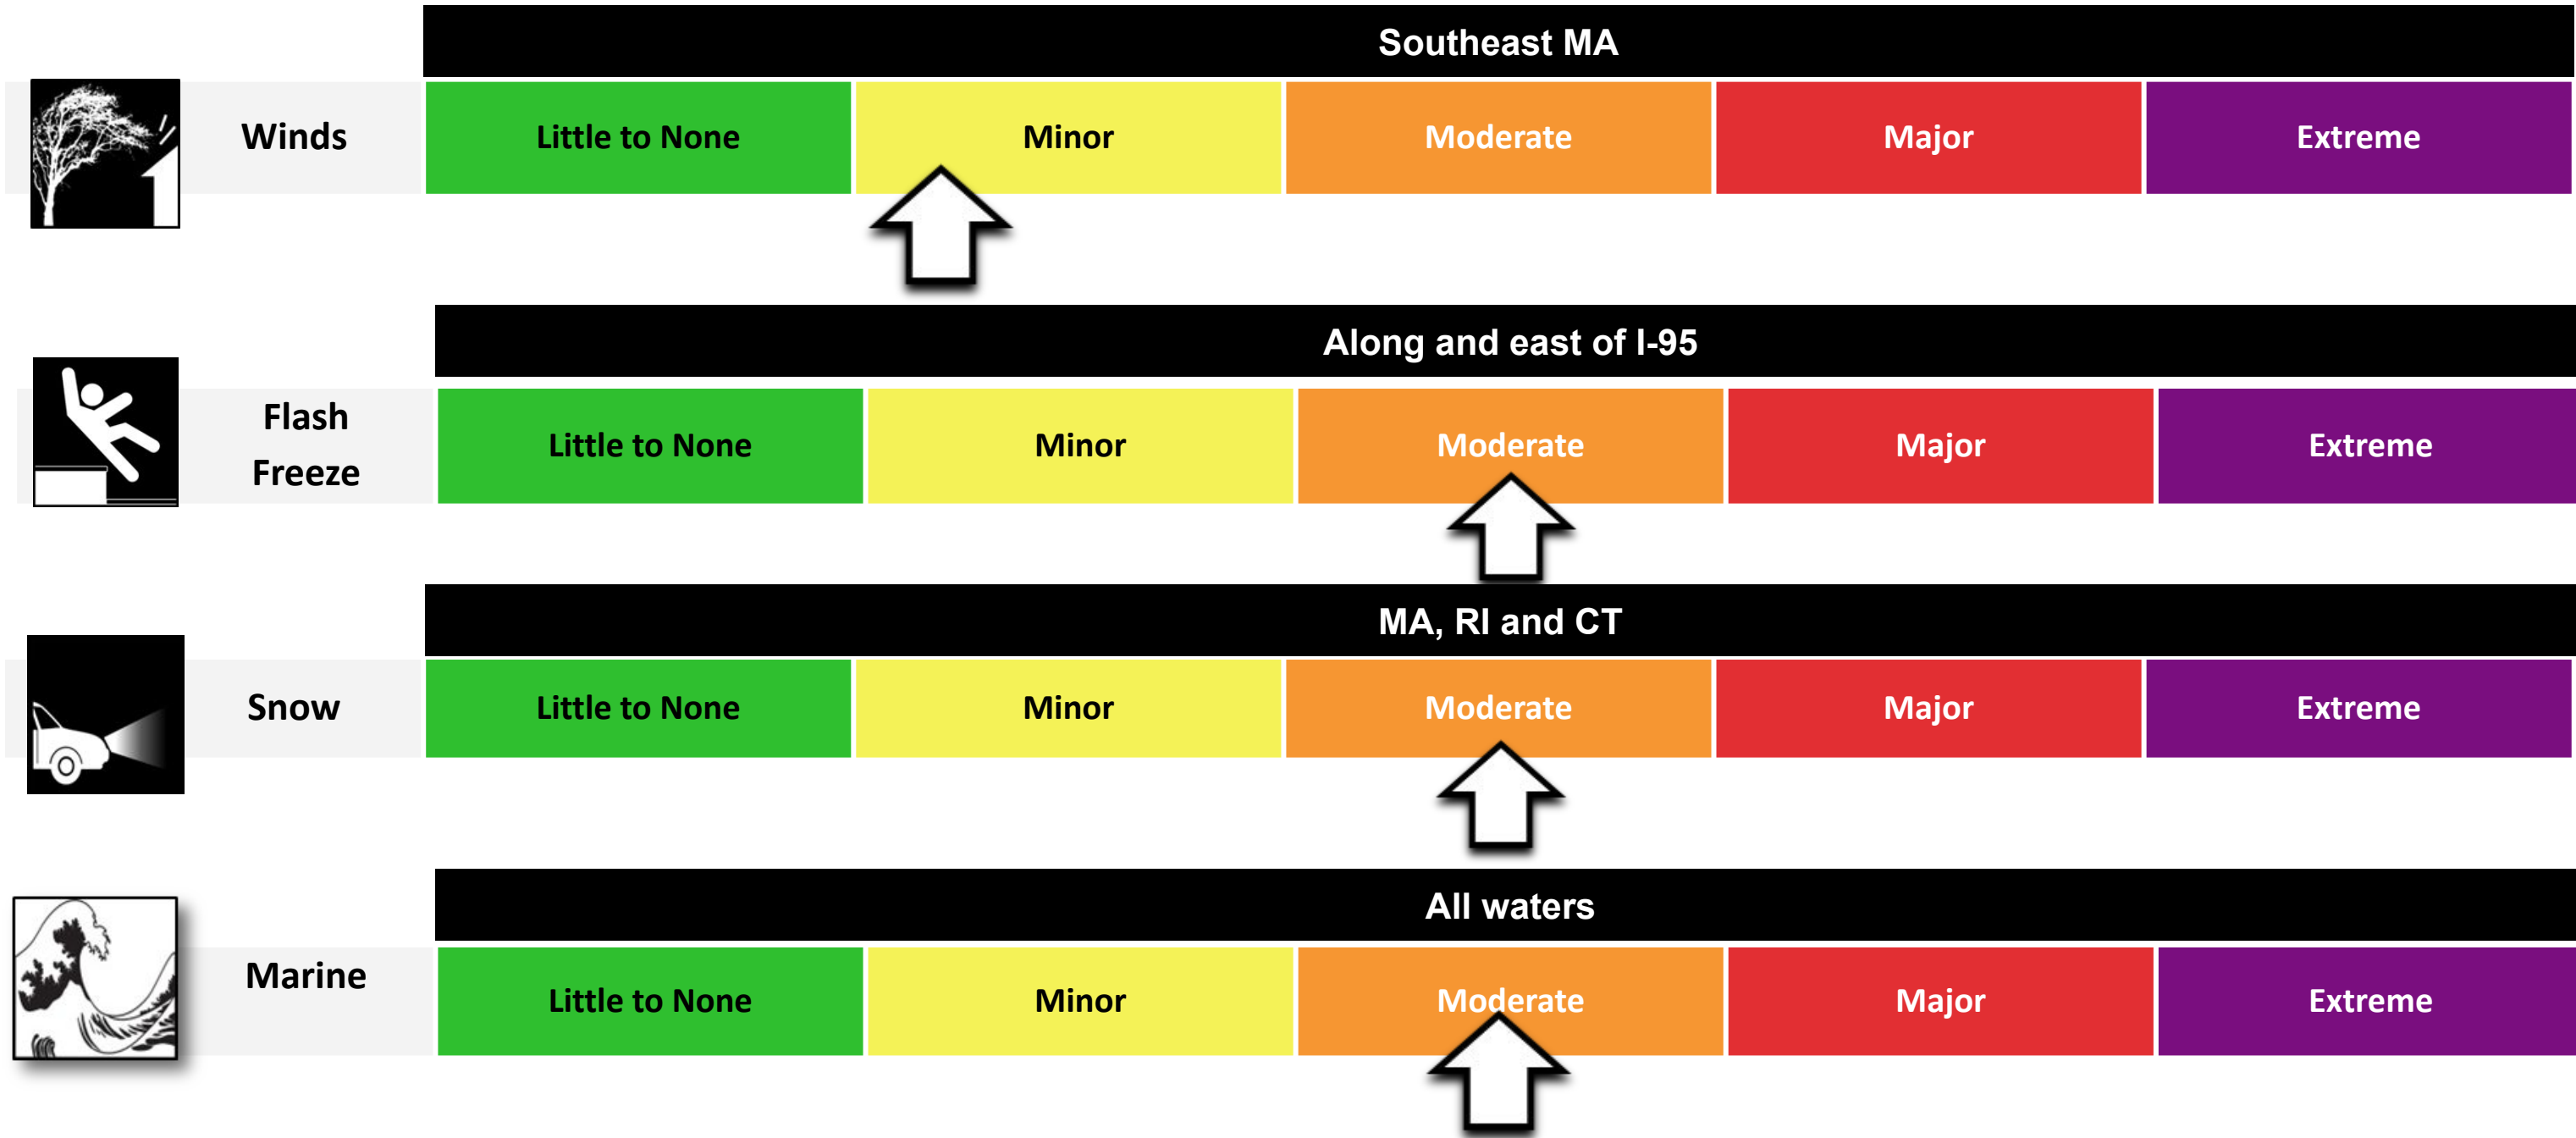 Southeast MA
Winds
Little to None
Minor
Moderate
Major
Extreme
Along and east of I-95
Flash
Freeze
Little to None
Minor
Moderate
Major
Extreme
MA, RI and CT
Snow
Little to None
Minor
Moderate
Major
Extreme
All waters
Marine
Little to None
Minor
Moderate
Major
Extreme